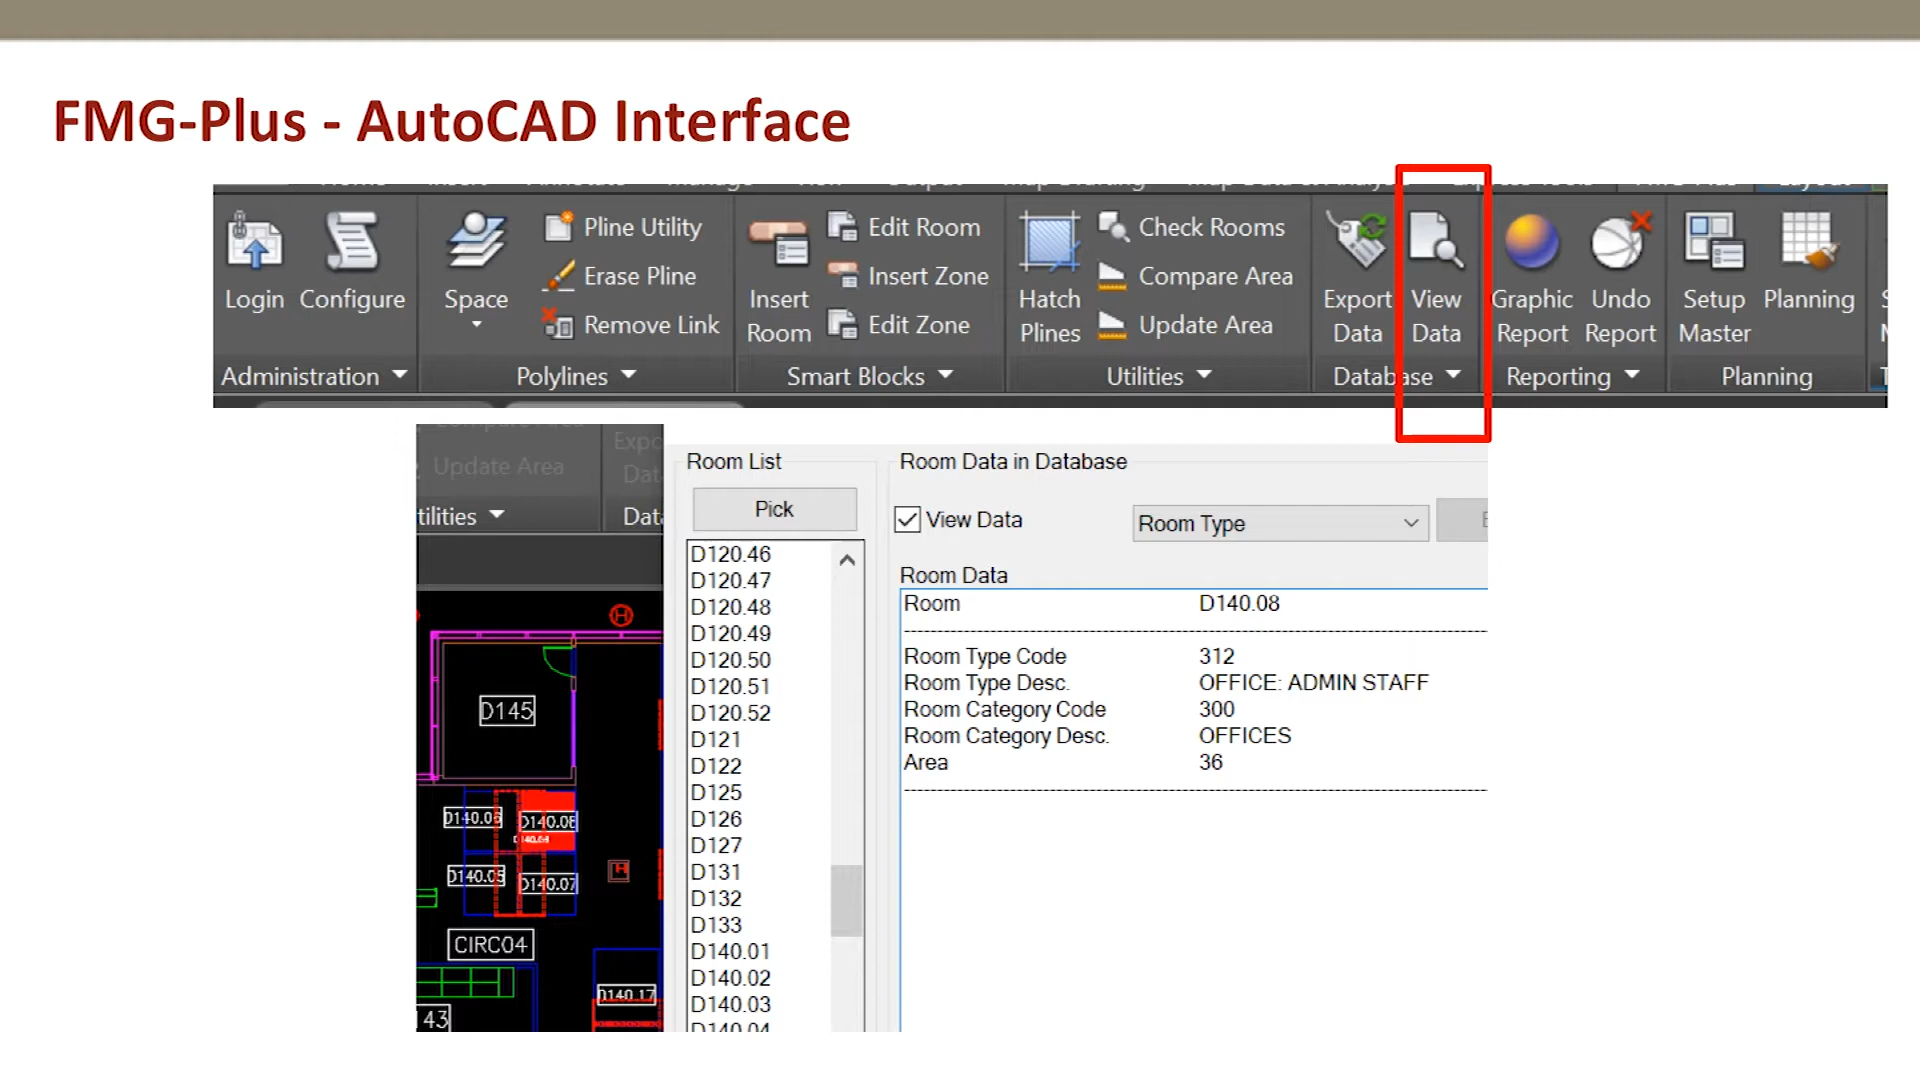 FMG-Plus - AutoCAD Interface
Login
Configure
Administration
Space
Pline Utility
Erase Pline
Remove Link
Polylines
Insert
Room
Edit Room
Insert Zone
Edit Zone
Smart Blocks
Hatch
Plines
Check Rooms
Compare Area
Update Area
Utilities
Export
Data
View
Data
Database
Graphic
Report
Undo
Report
Reporting
Setup
Master
Planning
Planning
Update Area
tilities
Room List
Pick
D120.46
D120.47
D120.48
D120.49
D120.50
D120.51
D120.52
D121
D122
D125
D126
D127
D131
D132
D133
D140.01
D140.02
D140.03
D140.04
Room Data in Database
View Data
Room Type
Room Data
Room D140.08
Room Type Code 312
Room Type Desc. OFFICE: ADMIN STAFF
Room Category Code 300
Room Category Desc. OFFICES
Area 36
H
D145
D140.08
D140.05
D140.07
H
CIRC04
D140.17
43